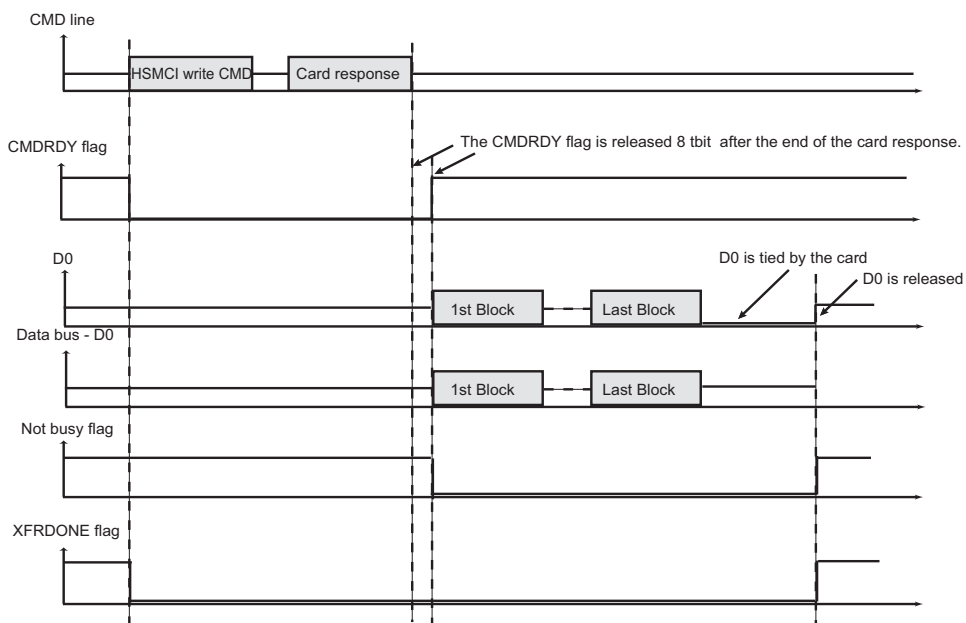 CMD line
HSMCI write CMD
Card response
The CMDRDY flag is released 8 tbit after the end of the card response.
CMDRDY flag
D0 is tied by the card
D0
D0 is released
1st Block
Last Block
Data bus - D0
1st Block
Last Block
Not busy flag
XFRDONE flag